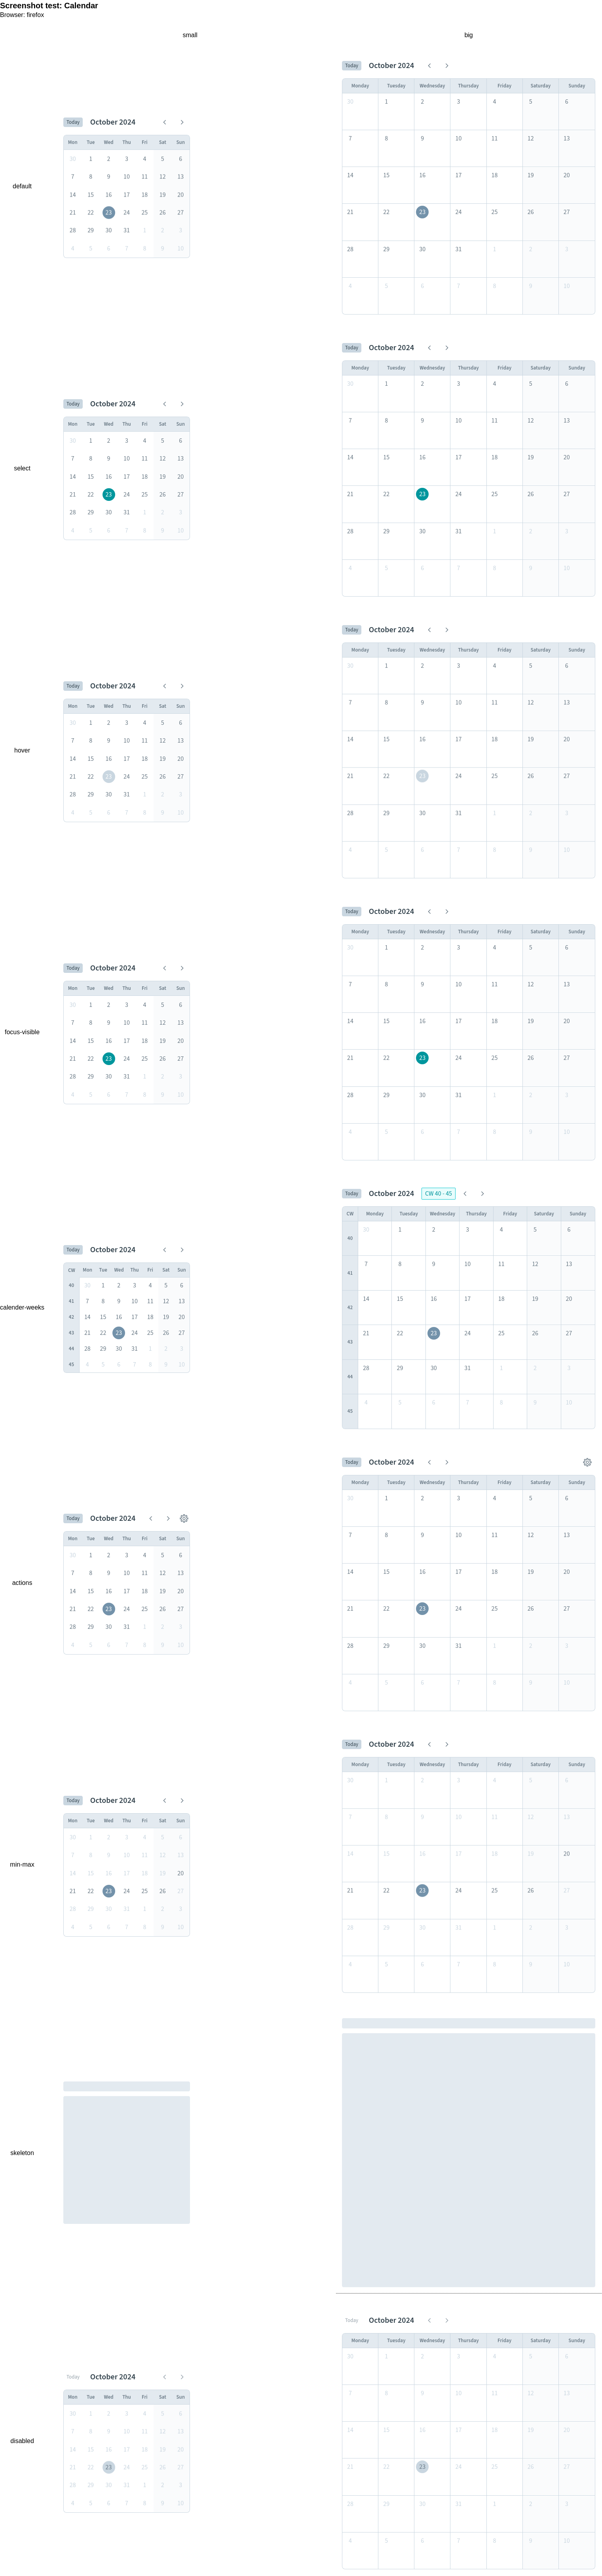 Screenshot test: Calendar
Browser: firefox
small big
default
Today October 2024
Mon Tue Wed Thu Fri Sat Sun
30 1 2 3 4 5 6
7 8 9 10 11 12 13
14 15 16 17 18 19 20
21 22 23 24 25 26 27
28 29 30 31 1 2 3
4 5 6 7 8 9 10
Today October 2024
Monday Tuesday Wednesday Thursday Friday Saturday Sunday
30 1 2 3 4 5 6
7 8 9 10 11 12 13
14 15 16 17 18 19 20
21 22 23 24 25 26 27
28 29 30 31 1 2 3
4 5 6 7 8 9 10
select
Today October 2024
Mon Tue Wed Thu Fri Sat Sun
30 1 2 3 4 5 6
7 8 9 10 11 12 13
14 15 16 17 18 19 20
21 22 23 24 25 26 27
28 29 30 31 1 2 3
4 5 6 7 8 9 10
Today October 2024
Monday Tuesday Wednesday Thursday Friday Saturday Sunday
30 1 2 3 4 5 6
7 8 9 10 11 12 13
14 15 16 17 18 19 20
21 22 23 24 25 26 27
28 29 30 31 1 2 3
4 5 6 7 8 9 10
hover
Today October 2024
Mon Tue Wed Thu Fri Sat Sun
30 1 2 3 4 5 6
7 8 9 10 11 12 13
14 15 16 17 18 19 20
21 22 23 24 25 26 27
28 29 30 31 1 2 3
4 5 6 7 8 9 10
Today October 2024
Monday Tuesday Wednesday Thursday Friday Saturday Sunday
30 1 2 3 4 5 6
7 8 9 10 11 12 13
14 15 16 17 18 19 20
21 22 23 24 25 26 27
28 29 30 31 1 2 3
4 5 6 7 8 9 10
focus-visible
Today October 2024
Mon Tue Wed Thu Fri Sat Sun
30 1 2 3 4 5 6
7 8 9 10 11 12 13
14 15 16 17 18 19 20
21 22 23 24 25 26 27
28 29 30 31 1 2 3
4 5 6 7 8 9 10
Today October 2024
Monday Tuesday Wednesday Thursday Friday Saturday Sunday
30 1 2 3 4 5 6
7 8 9 10 11 12 13
14 15 16 17 18 19 20
21 22 23 24 25 26 27
28 29 30 31 1 2 3
4 5 6 7 8 9 10
calender-weeks
Today October 2024
CW Mon Tue Wed Thu Fri Sat Sun
40 30 1 2 3 4 5 6
41 7 8 9 10 11 12 13
42 14 15 16 17 18 19 20
43 21 22 23 24 25 26 27
44 28 29 30 31 1 2 3
45 4 5 6 7 8 9 10
Today October 2024 CW 40 - 45
CW Monday Tuesday Wednesday Thursday Friday Saturday Sunday
40 30 1 2 3 4 5 6
41 7 8 9 10 11 12 13
42 14 15 16 17 18 19 20
43 21 22 23 24 25 26 27
44 28 29 30 31 1 2 3
45 4 5 6 7 8 9 10
actions
Today October 2024
Mon Tue Wed Thu Fri Sat Sun
30 1 2 3 4 5 6
7 8 9 10 11 12 13
14 15 16 17 18 19 20
21 22 23 24 25 26 27
28 29 30 31 1 2 3
4 5 6 7 8 9 10
Today October 2024
Monday Tuesday Wednesday Thursday Friday Saturday Sunday
30 1 2 3 4 5 6
7 8 9 10 11 12 13
14 15 16 17 18 19 20
21 22 23 24 25 26 27
28 29 30 31 1 2 3
4 5 6 7 8 9 10
min-max
Today October 2024
Mon Tue Wed Thu Fri Sat Sun
30 1 2 3 4 5 6
7 8 9 10 11 12 13
14 15 16 17 18 19 20
21 22 23 24 25 26 27
28 29 30 31 1 2 3
4 5 6 7 8 9 10
Today October 2024
Monday Tuesday Wednesday Thursday Friday Saturday Sunday
30 1 2 3 4 5 6
7 8 9 10 11 12 13
14 15 16 17 18 19 20
21 22 23 24 25 26 27
28 29 30 31 1 2 3
4 5 6 7 8 9 10
skeleton
disabled
Today October 2024
Mon Tue Wed Thu Fri Sat Sun
30 1 2 3 4 5 6
7 8 9 10 11 12 13
14 15 16 17 18 19 20
21 22 23 24 25 26 27
28 29 30 31 1 2 3
4 5 6 7 8 9 10
Today October 2024
Monday Tuesday Wednesday Thursday Friday Saturday Sunday
30 1 2 3 4 5 6
7 8 9 10 11 12 13
14 15 16 17 18 19 20
21 22 23 24 25 26 27
28 29 30 31 1 2 3
4 5 6 7 8 9 10